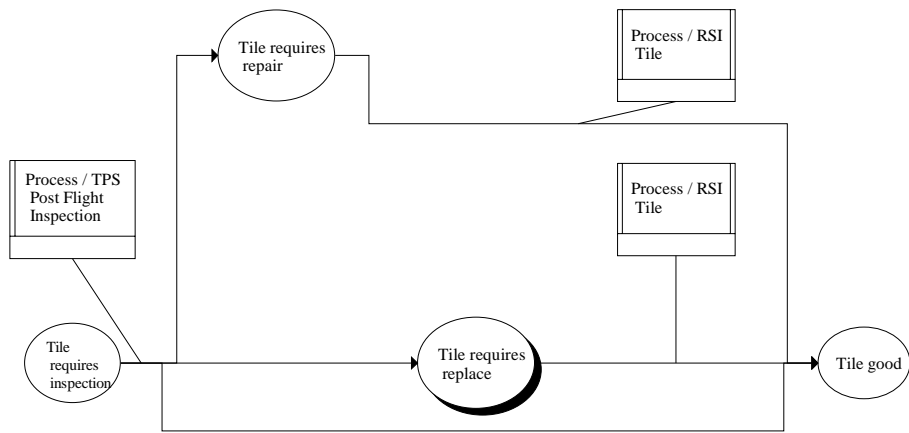 Tile requires
repair
Process / RSI
Tile
Process / TPS
Post Flight
Inspection
Process / RSI
Tile
Tile
requires
inspection
Tile requires
replace
Tile good